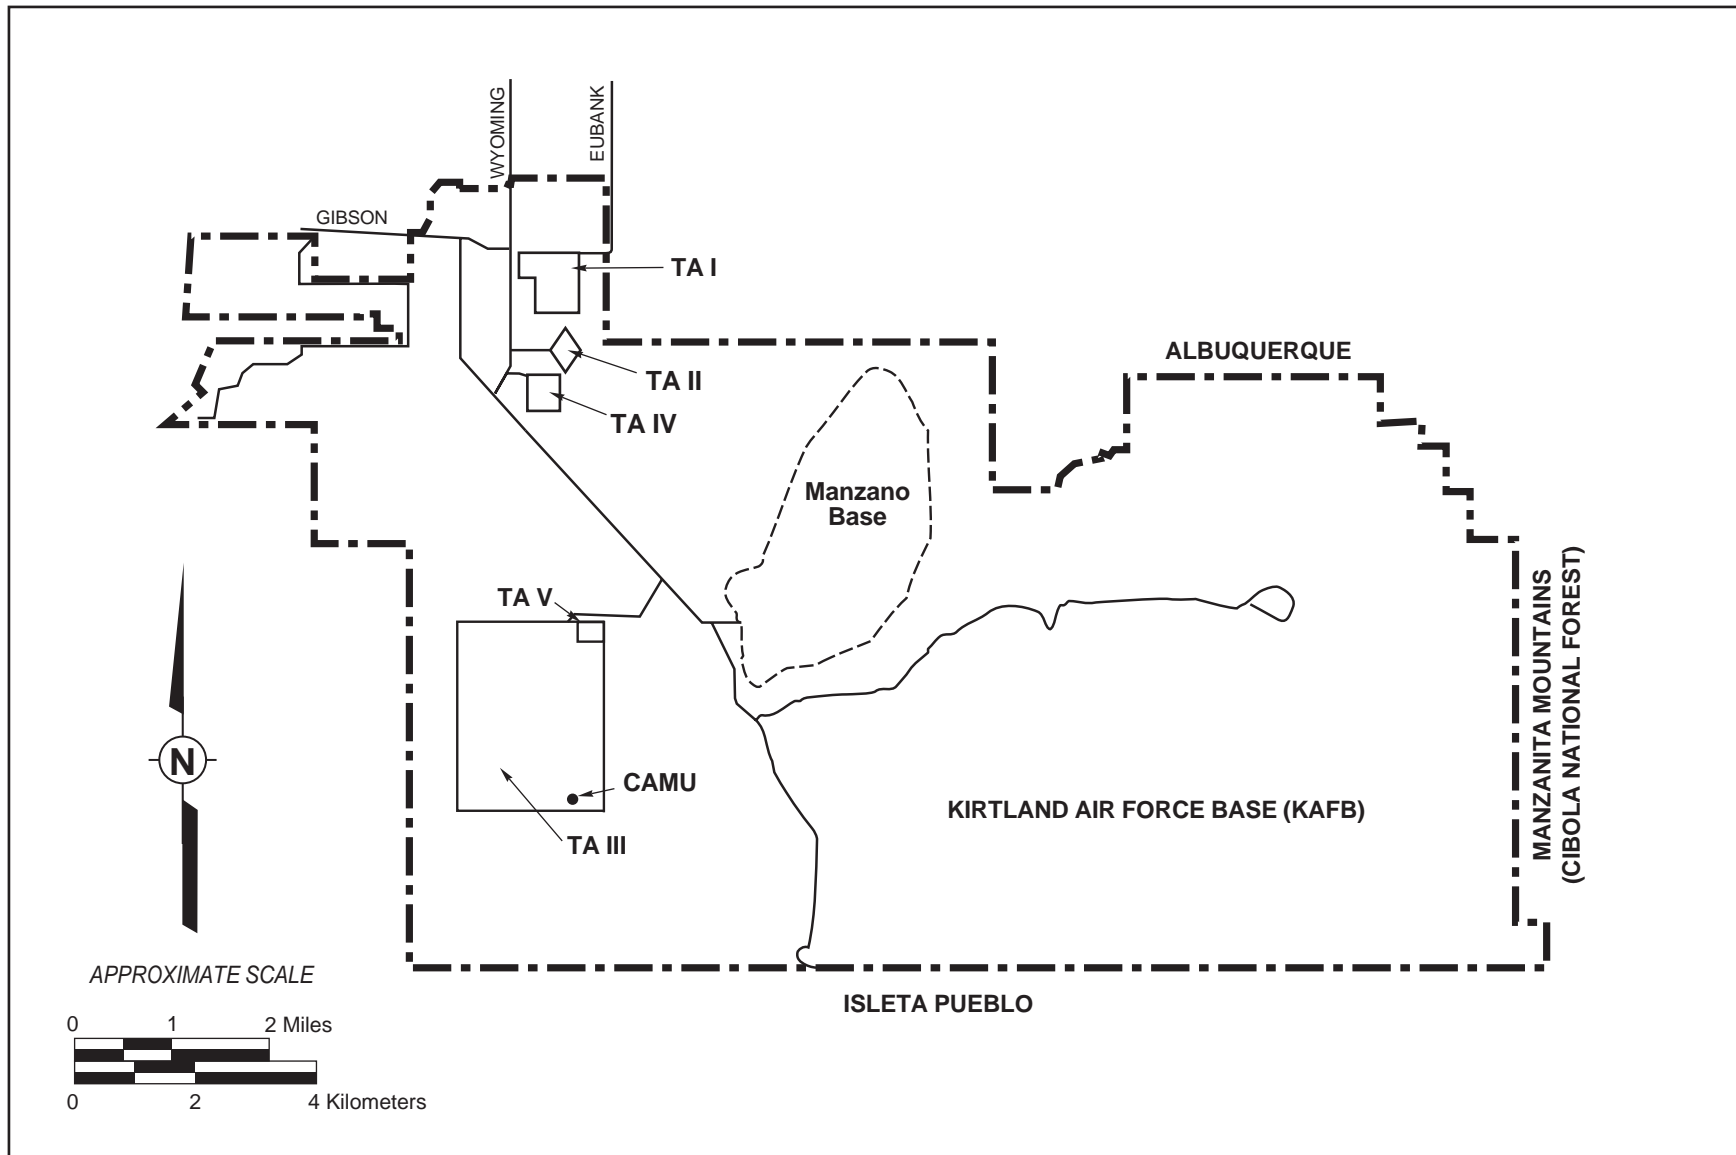 WYOMING
EUBANK
GIBSON
TA I
ALBUQUERQUE
TA II
TA IV
Manzano
Base
TA V
MANZANITA MOUNTAINS
(CIBOLA NATIONAL FOREST)
N
CAMU
KIRTLAND AIR FORCE BASE (KAFB)
TA III
APPROXIMATE SCALE
ISLETA PUEBLO
0 1 2 Miles
0 2 4 Kilometers